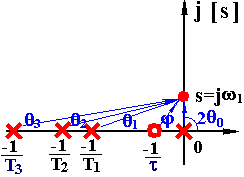 j [s]
s=jω₁
θ₃ θ₂ θ₁ φ 2θ₀
-1/T₃ -1/T₂ -1/T₁ -1/τ 0